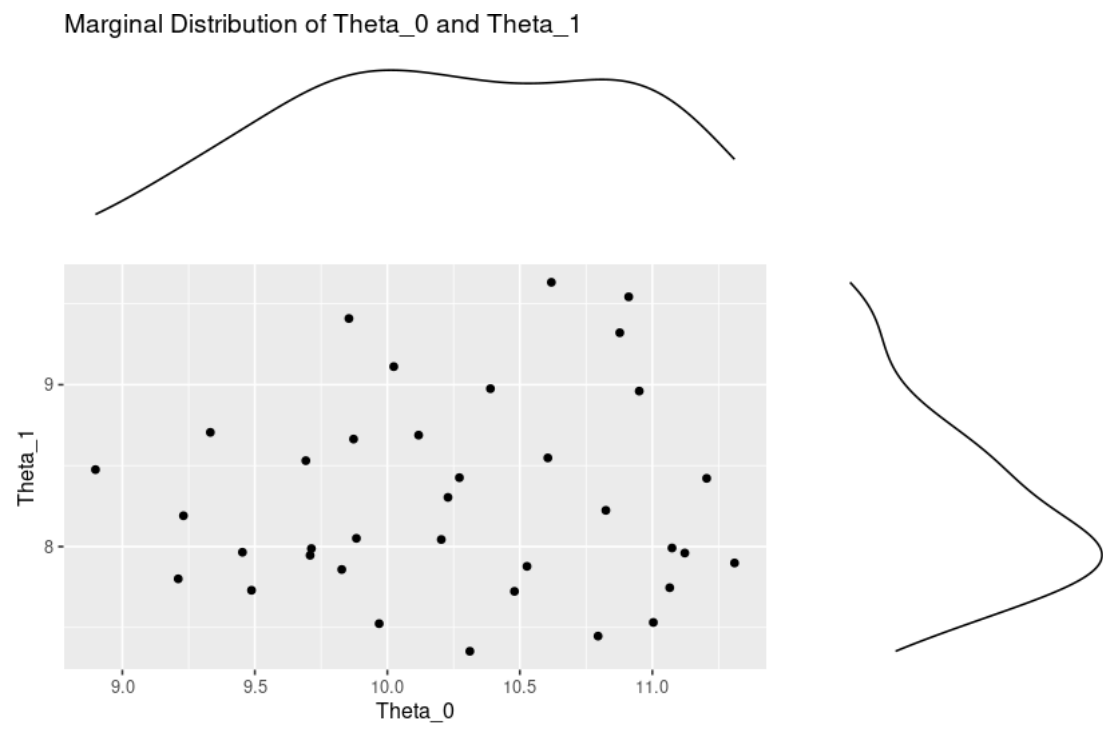 Marginal Distribution of Theta_0 and Theta_1
Theta_1
9
8
9.0 9.5 10.0 10.5 11.0
Theta_0